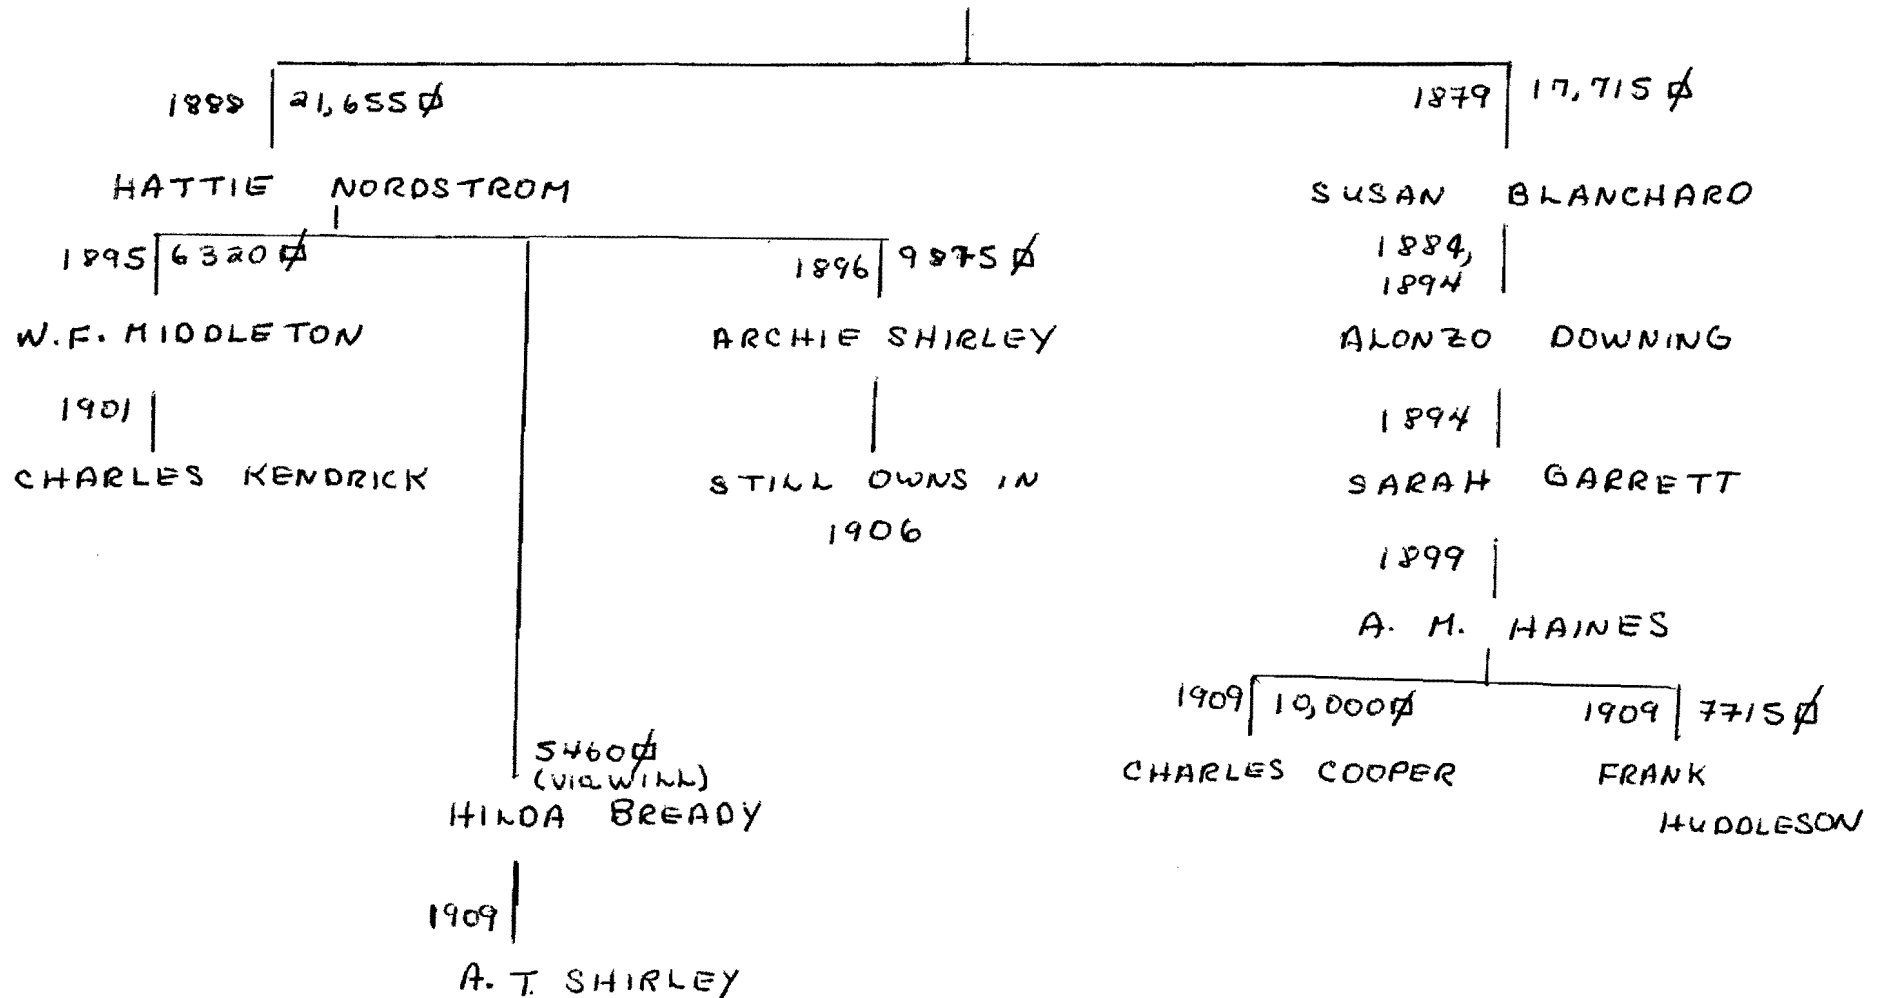 1888 21,655⌷̸
1879 17,715⌷̸
HATTIE NORDSTROM
SUSAN BLANCHARD
1895 6320⌷̸
1896 9875⌷̸
1884,
1894
W.F. MIDDLETON
ARCHIE SHIRLEY
ALONZO DOWNING
1901
1894
CHARLES KENDRICK
STILL OWNS IN
1906
SARAH GARRETT
1899
A. M. HAINES
1909 10,000⌷̸
1909 7715⌷̸
CHARLES COOPER
FRANK
HUDDLESON
5460⌷̸
(via WILL)
HILDA BREADY
1909
A. T. SHIRLEY